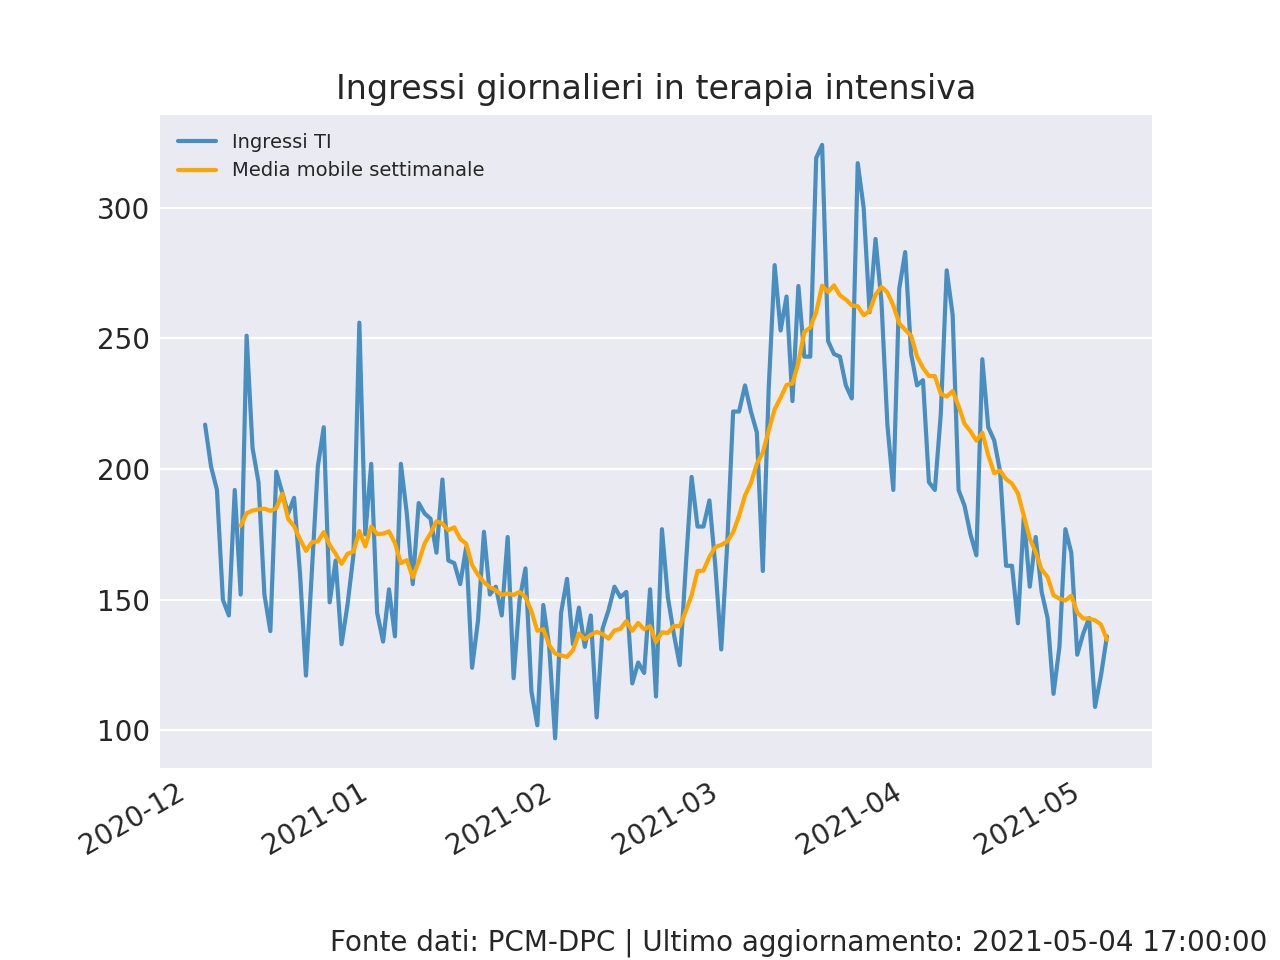 Ingressi giornalieri in terapia intensiva
Ingressi TI
Media mobile settimanale
300
250
200
150
100
2020-12
2021-01
2021-02
2021-03
2021-04
2021-05
Fonte dati: PCM-DPC | Ultimo aggiornamento: 2021-05-04 17:00:00